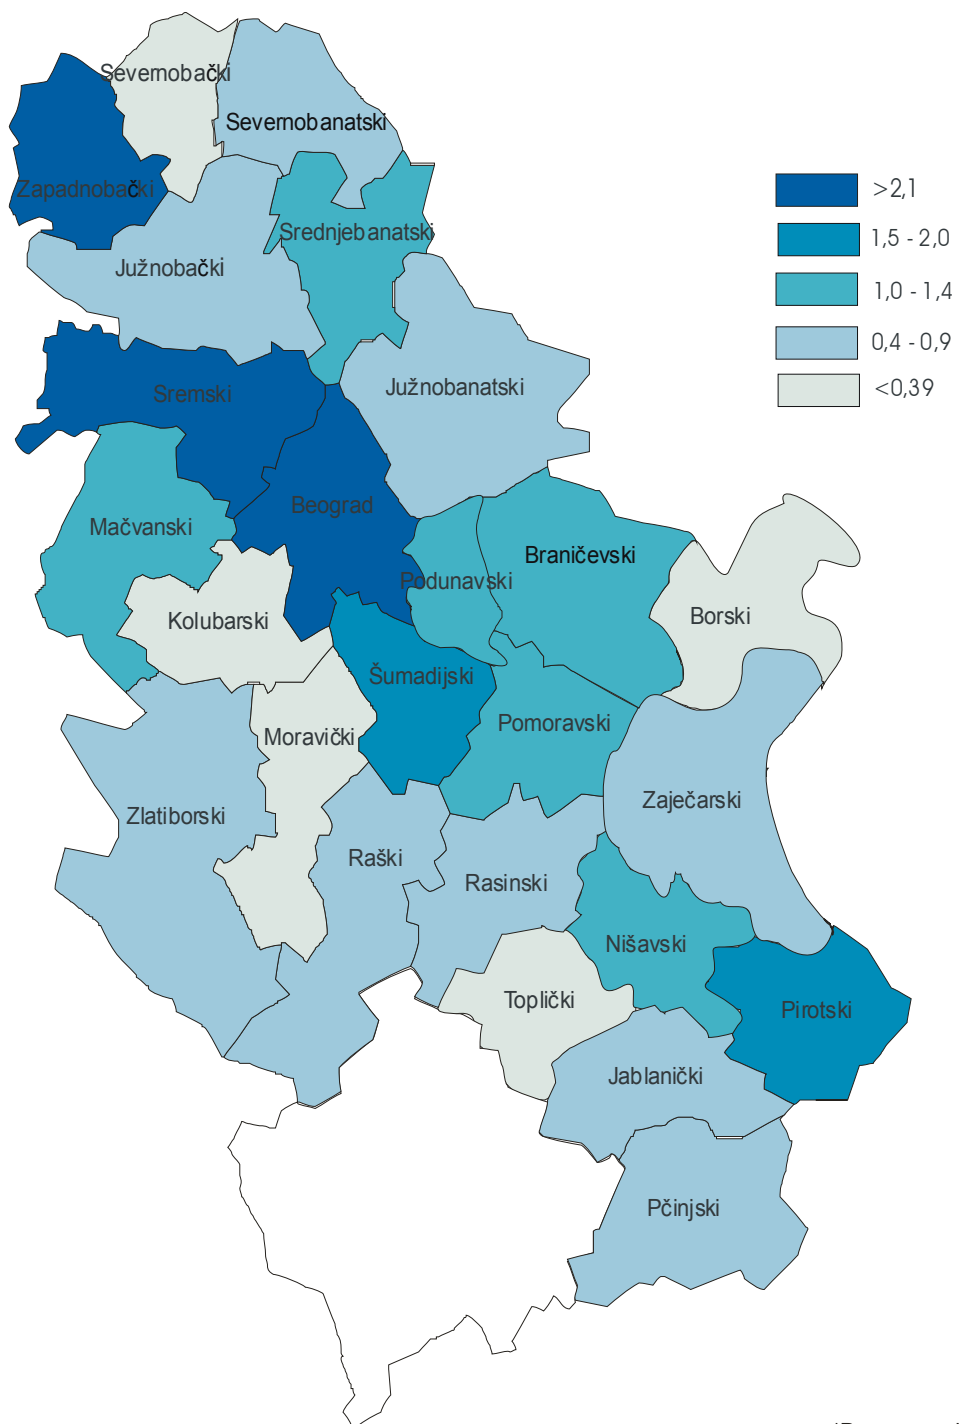 Severnobački
Severnobanatski
Zapadnobački
>2,1
Srednjebanatski
1,5 - 2,0
Južnobački
1,0 - 1,4
0,4 - 0,9
Južnobanatski
<0,39
Sremski
Beograd
Mačvanski
Braničevski
Podunavski
Borski
Kolubarski
Šumadijski
Pomoravski
Moravički
Zaječarski
Zlatiborski
Raški
Rasinski
Nišavski
Toplički
Pirotski
Jablanički
Pčinjski